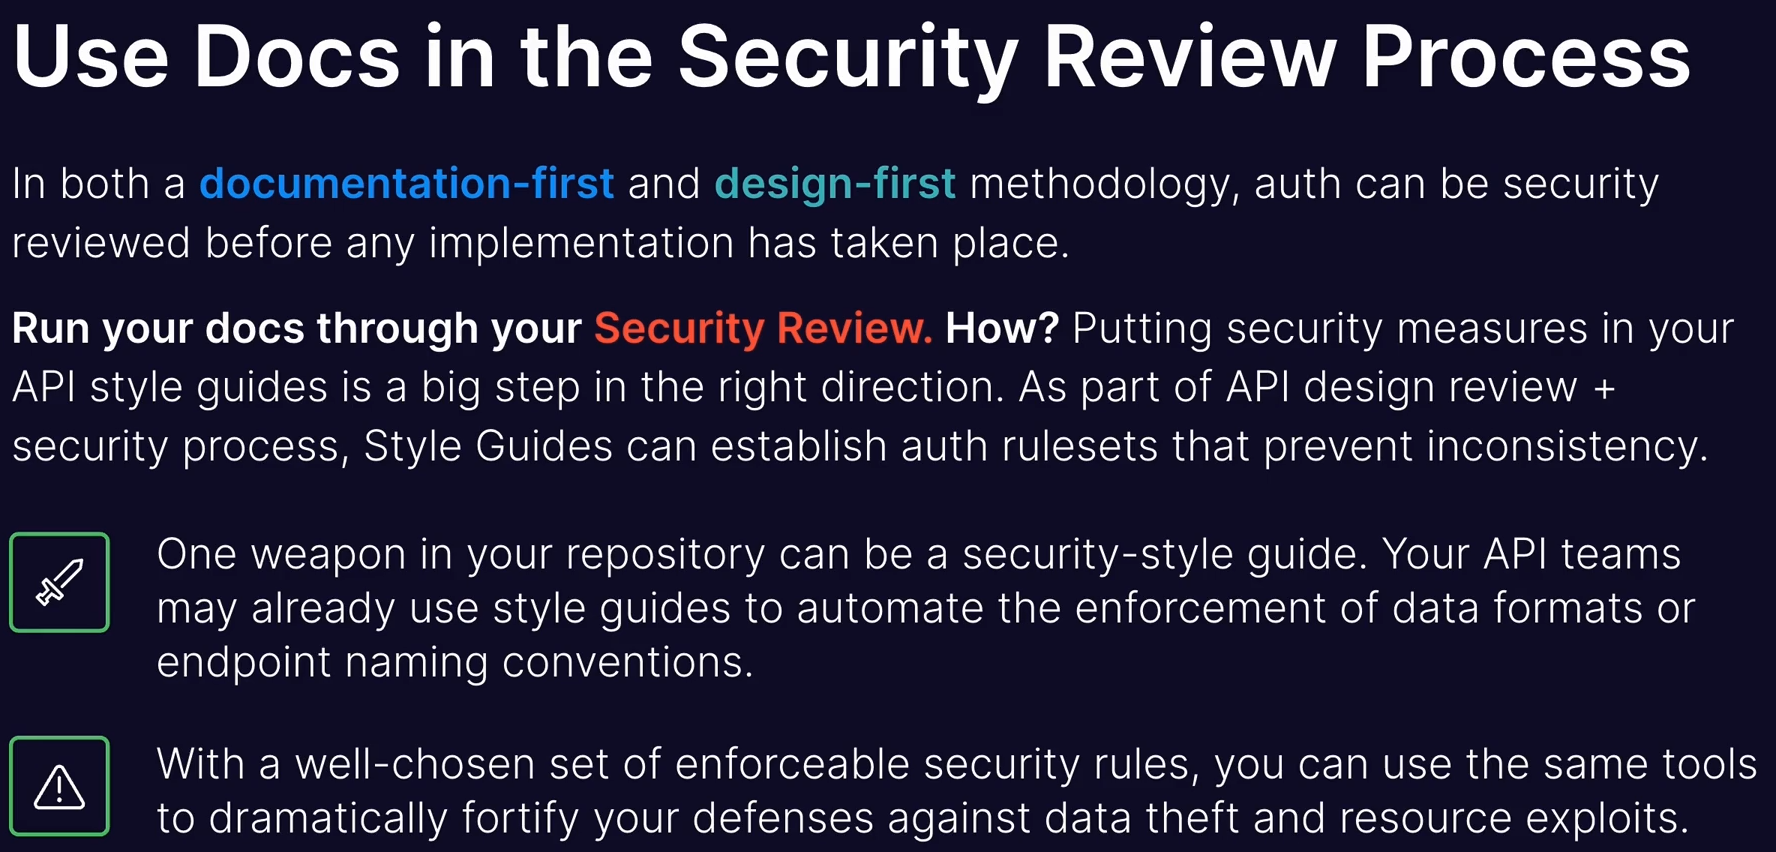 Use Docs in the Security Review Process
In both a documentation-first and design-first methodology, auth can be security
reviewed before any implementation has taken place.
Run your docs through your Security Review. How? Putting security measures in your
API style guides is a big step in the right direction. As part of API design review +
security process, Style Guides can establish auth rulesets that prevent inconsistency.
One weapon in your repository can be a security-style guide. Your API teams
may already use style guides to automate the enforcement of data formats or
endpoint naming conventions.
With a well-chosen set of enforceable security rules, you can use the same tools
to dramatically fortify your defenses against data theft and resource exploits.